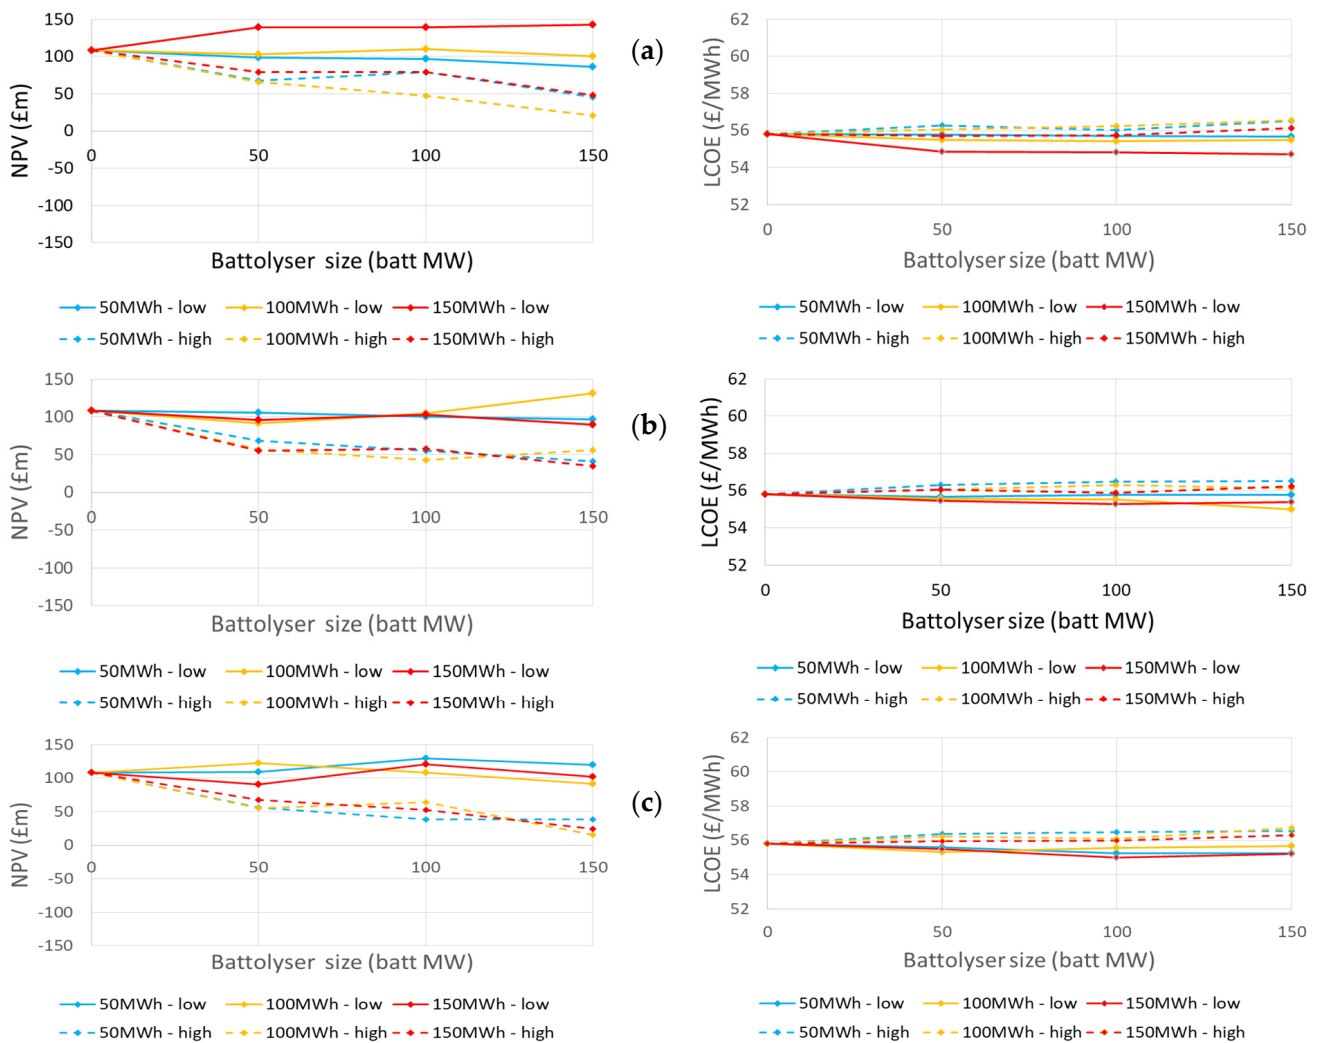 150
100
50
0
-50
-100
-150
NPV (£m)
0
50
100
150
Battolyser size (batt MW)
50MWh - low
100MWh - low
150MWh - low
50MWh - high
100MWh - high
150MWh - high
(a)
62
60
58
56
54
52
LCOE (£/MWh)
0
50
100
150
Battolyser size (batt MW)
50MWh - low
100MWh - low
150MWh - low
50MWh - high
100MWh - high
150MWh - high
150
100
50
0
-50
-100
-150
NPV (£m)
0
50
100
150
Battolyser size (batt MW)
50MWh - low
100MWh - low
150MWh - low
50MWh - high
100MWh - high
150MWh - high
(b)
62
60
58
56
54
52
LCOE (£/MWh)
0
50
100
150
Battolyser size (batt MW)
50MWh - low
100MWh - low
150MWh - low
50MWh - high
100MWh - high
150MWh - high
150
100
50
0
-50
-100
-150
NPV (£m)
0
50
100
150
Battolyser size (batt MW)
50MWh - low
100MWh - low
150MWh - low
50MWh - high
100MWh - high
150MWh - high
(c)
62
60
58
56
54
52
LCOE (£/MWh)
0
50
100
150
Battolyser size (batt MW)
50MWh - low
100MWh - low
150MWh - low
50MWh - high
100MWh - high
150MWh - high